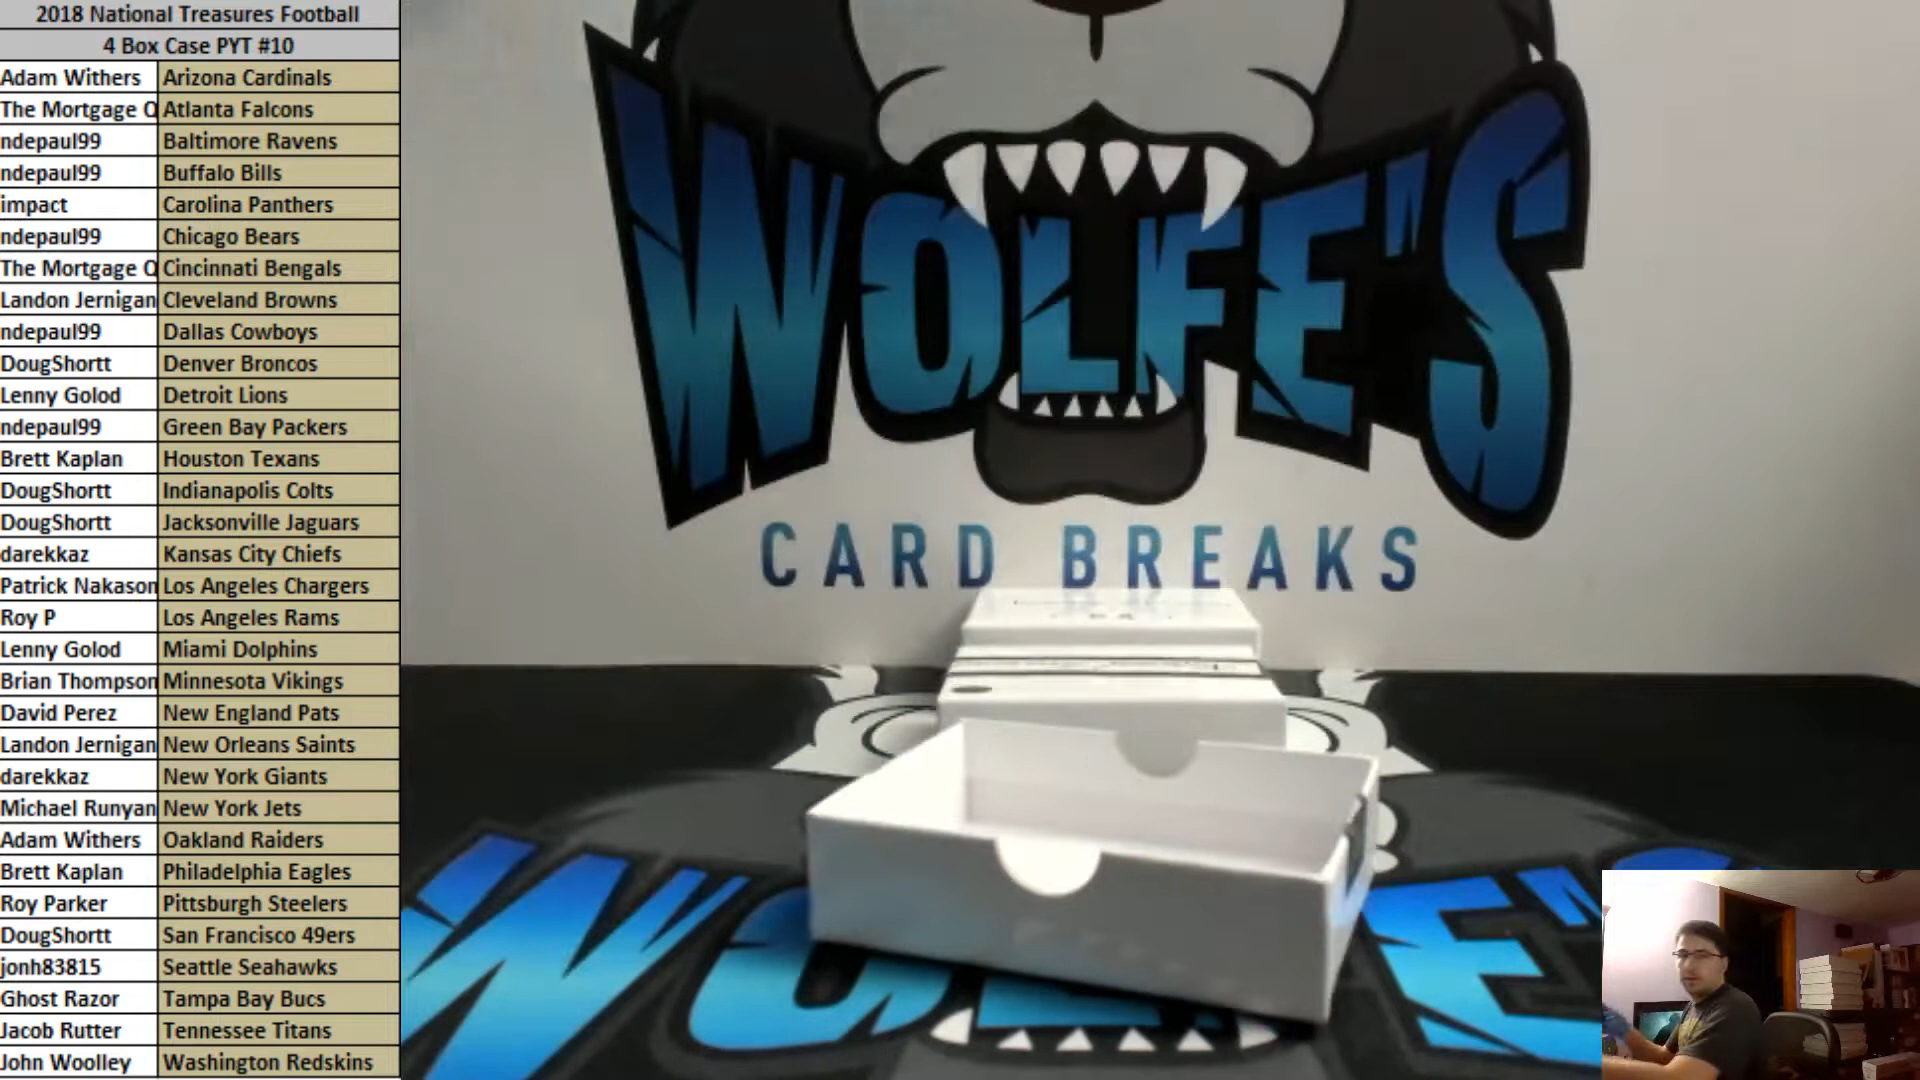 2018 National Treasures Football
4 Box Case PYT #10
Adam Withers Arizona Cardinals
The Mortgage Q Atlanta Falcons
ndepaul99 Baltimore Ravens
ndepaul99 Buffalo Bills
impact Carolina Panthers
ndepaul99 Chicago Bears
The Mortgage Q Cincinnati Bengals
Landon Jernigan Cleveland Browns
ndepaul99 Dallas Cowboys
DougShortt Denver Broncos
Lenny Golod Detroit Lions
ndepaul99 Green Bay Packers
Brett Kaplan Houston Texans
DougShortt Indianapolis Colts
DougShortt Jacksonville Jaguars
darekkaz Kansas City Chiefs
Patrick Nakason Los Angeles Chargers
Roy P Los Angeles Rams
Lenny Golod Miami Dolphins
Brian Thompson Minnesota Vikings
David Perez New England Pats
Landon Jernigan New Orleans Saints
darekkaz New York Giants
Michael Runyan New York Jets
Adam Withers Oakland Raiders
Brett Kaplan Philadelphia Eagles
Roy Parker Pittsburgh Steelers
DougShortt San Francisco 49ers
jonh83815 Seattle Seahawks
Ghost Razor Tampa Bay Bucs
Jacob Rutter Tennessee Titans
John Woolley Washington Redskins
WOLFE'S
CARD BREAKS